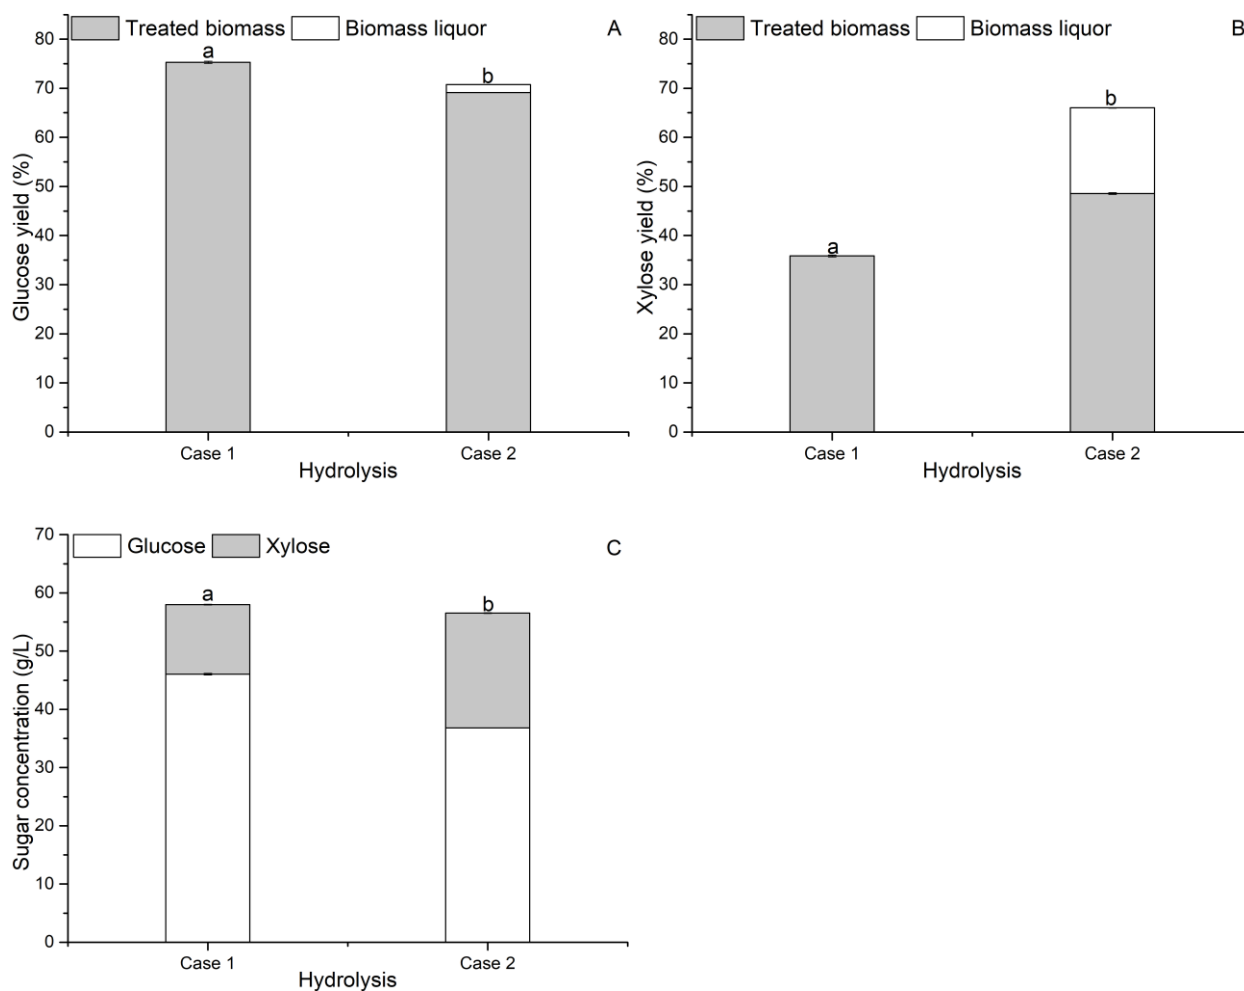 Treated biomass Biomass liquor A
80
70
60
50
40
30
20
10
0
a
b
Glucose yield (%)
Case 1 Case 2
Hydrolysis
Treated biomass Biomass liquor B
80
70
60
50
40
30
20
10
0
a
b
Xylose yield (%)
Case 1 Case 2
Hydrolysis
Glucose Xylose C
70
60
50
40
30
20
10
0
a
b
Sugar concentration (g/L)
Case 1 Case 2
Hydrolysis